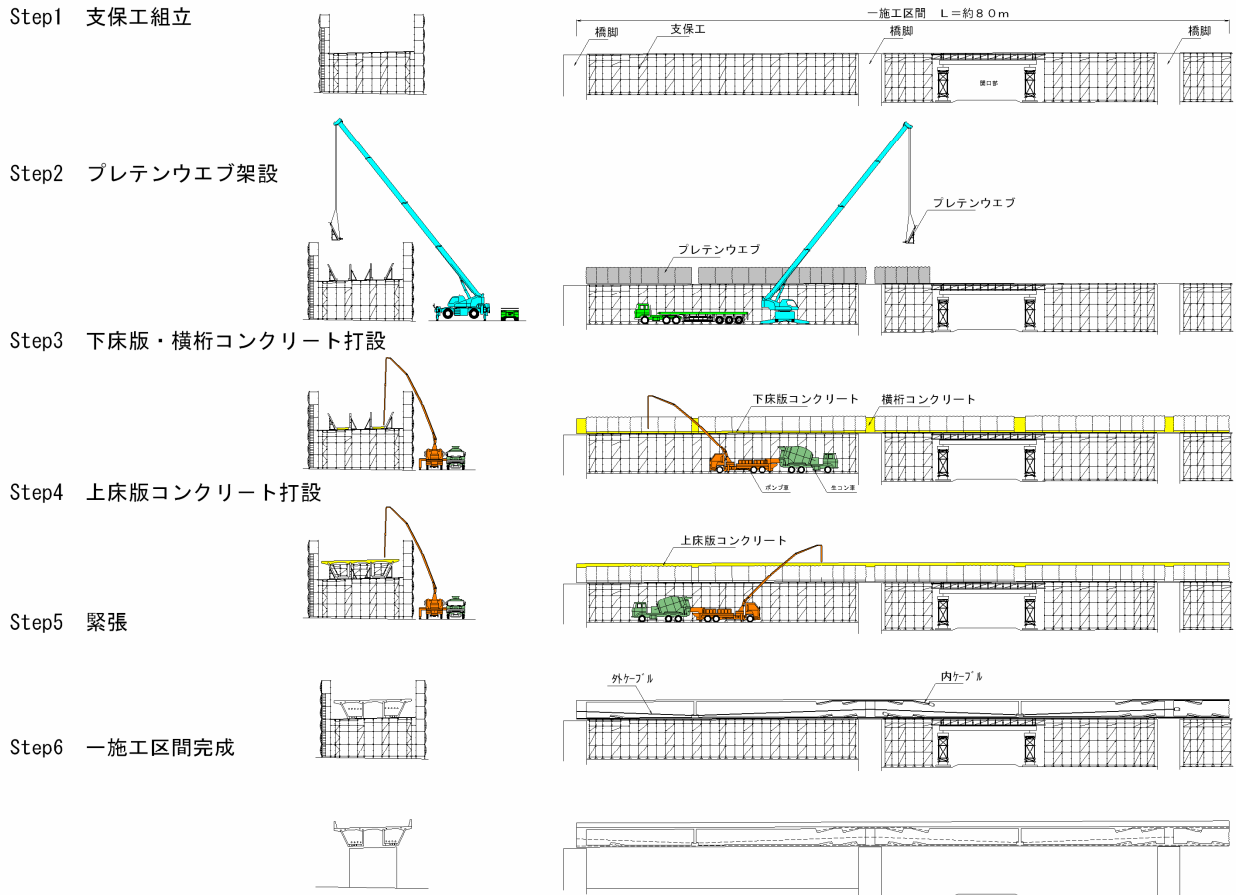 Step1 支保工組立
一施工区間 L=約80m
橋脚
支保工
橋脚
橋脚
開口部
Step2 プレテンウエブ架設
プレテンウエブ
プレテンウエブ
Step3 下床版・横桁コンクリート打設
下床版コンクリート
横桁コンクリート
ポンプ車
生コン車
Step4 上床版コンクリート打設
上床版コンクリート
Step5 緊張
外ケーブル
内ケーブル
Step6 一施工区間完成